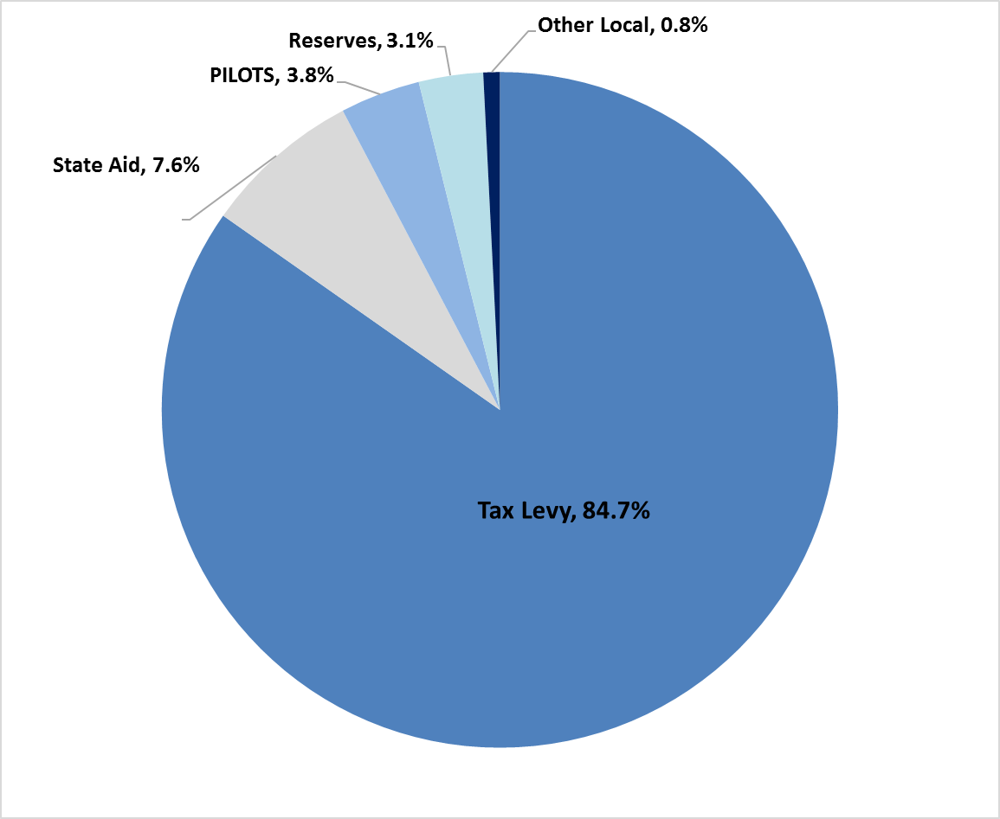 Other Local, 0.8%
Reserves, 3.1%
PILOTS, 3.8%
State Aid, 7.6%
Tax Levy, 84.7%